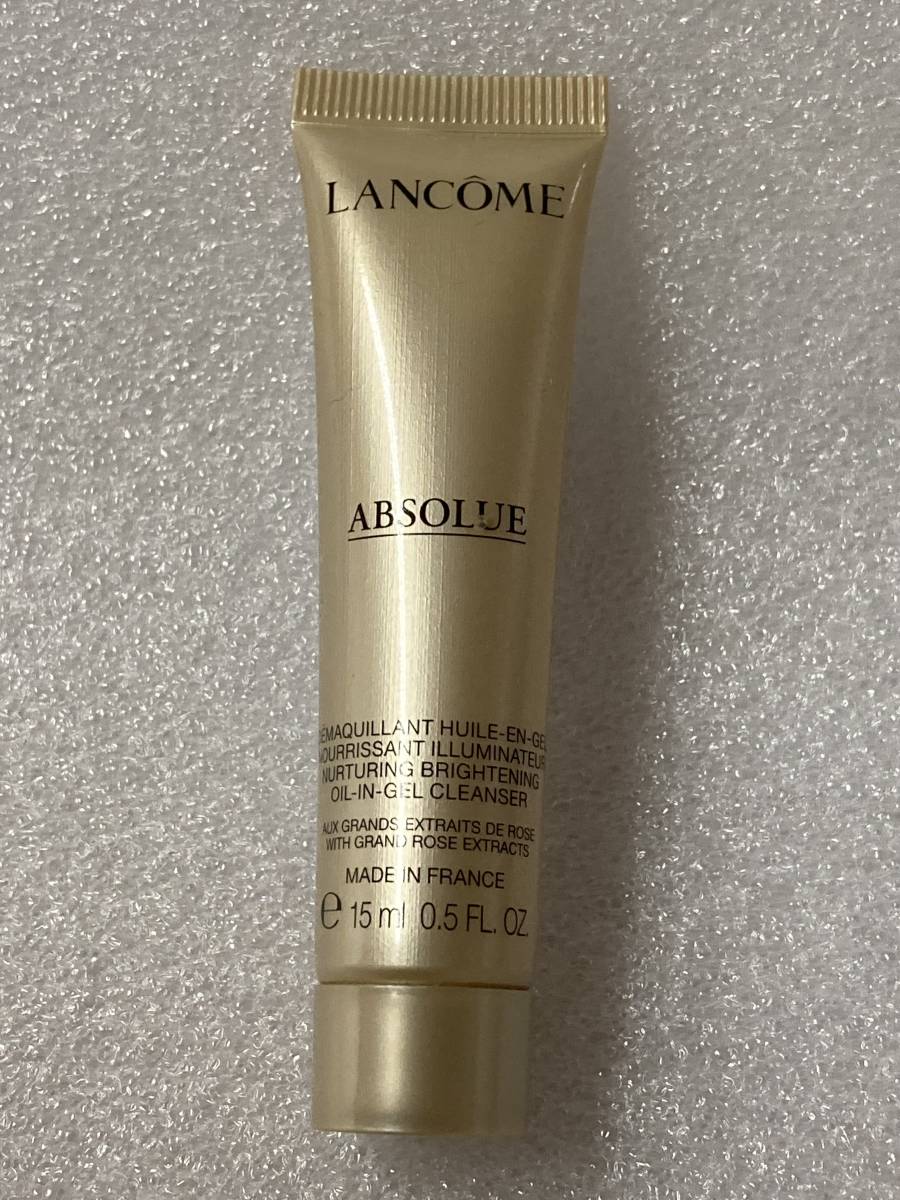 LANCÔME
ABSOLUE
DÉMAQUILLANT HUILE-EN-GEL
NOURRISSANT ILLUMINATEUR
NURTURING BRIGHTENING
OIL-IN-GEL CLEANSER
AUX GRANDS EXTRAITS DE ROSE
WITH GRAND ROSE EXTRACTS
MADE IN FRANCE
℮ 15 ml 0.5 FL. OZ.